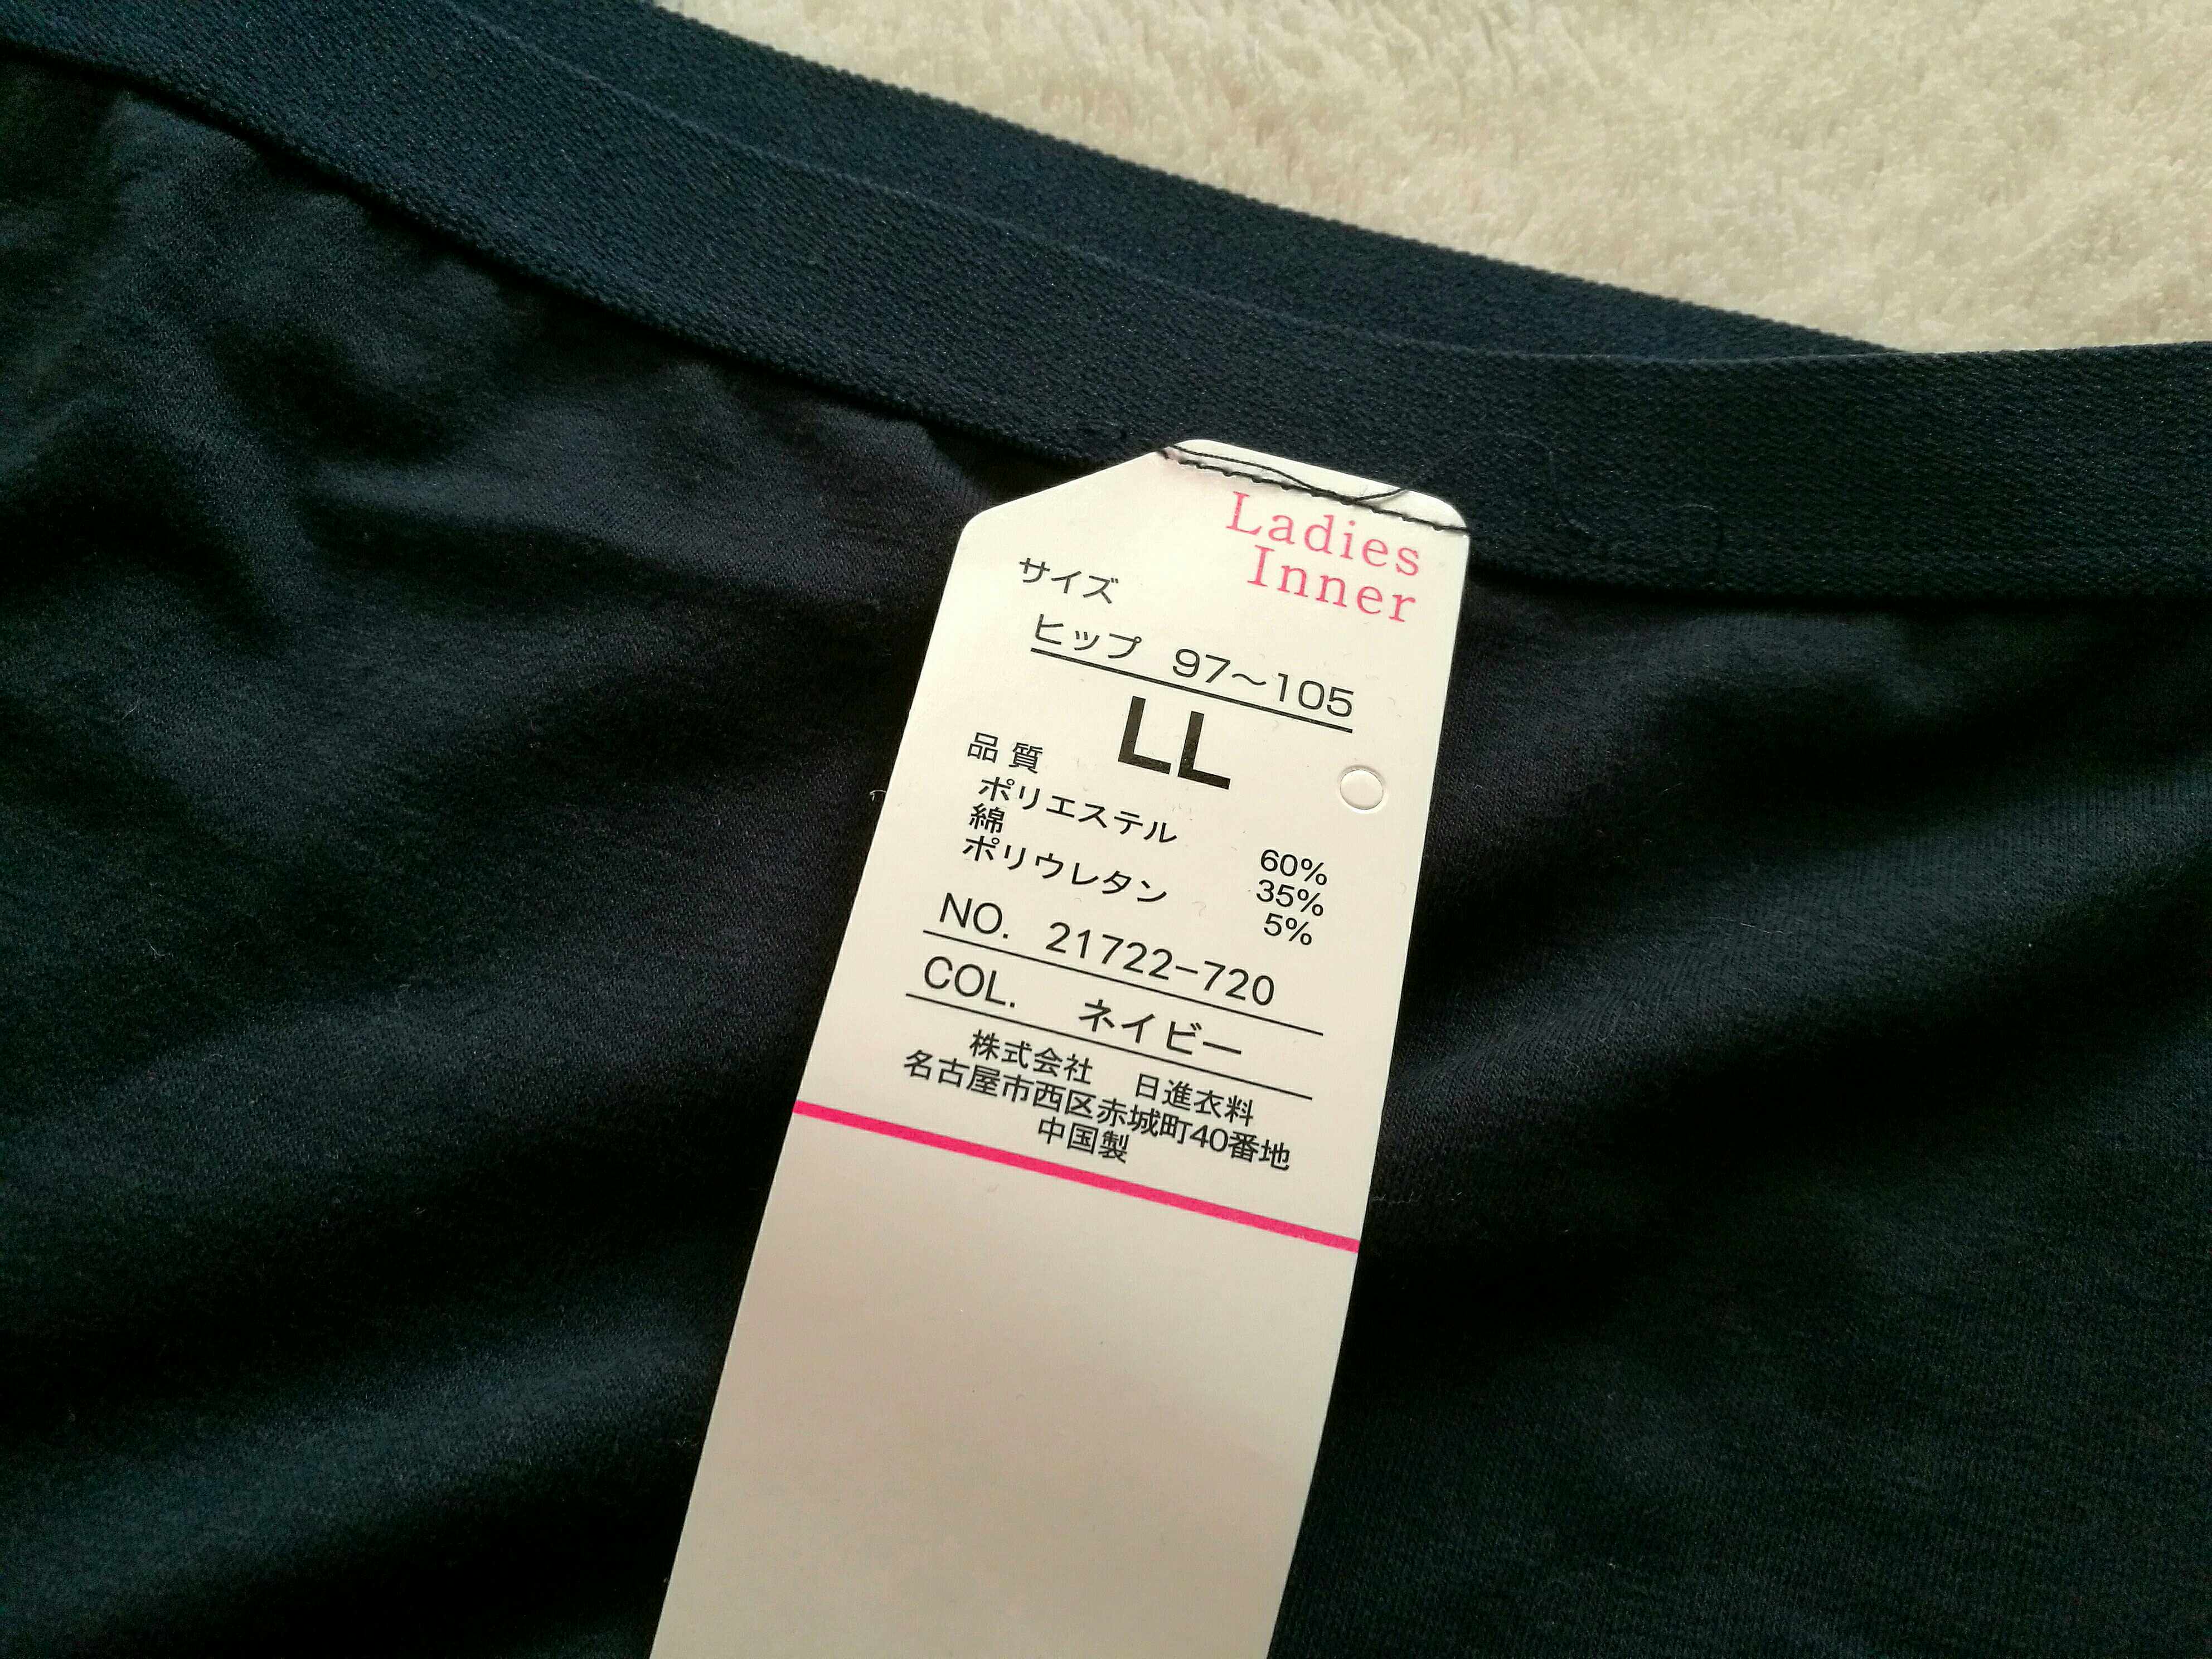 Ladies
Inner
サイズ
ヒップ 97～105
LL
品質
ポリエステル 60%
綿 35%
ポリウレタン 5%
NO. 21722-720
COL. ネイビー
株式会社 日進衣料
名古屋市西区赤城町40番地
中国製